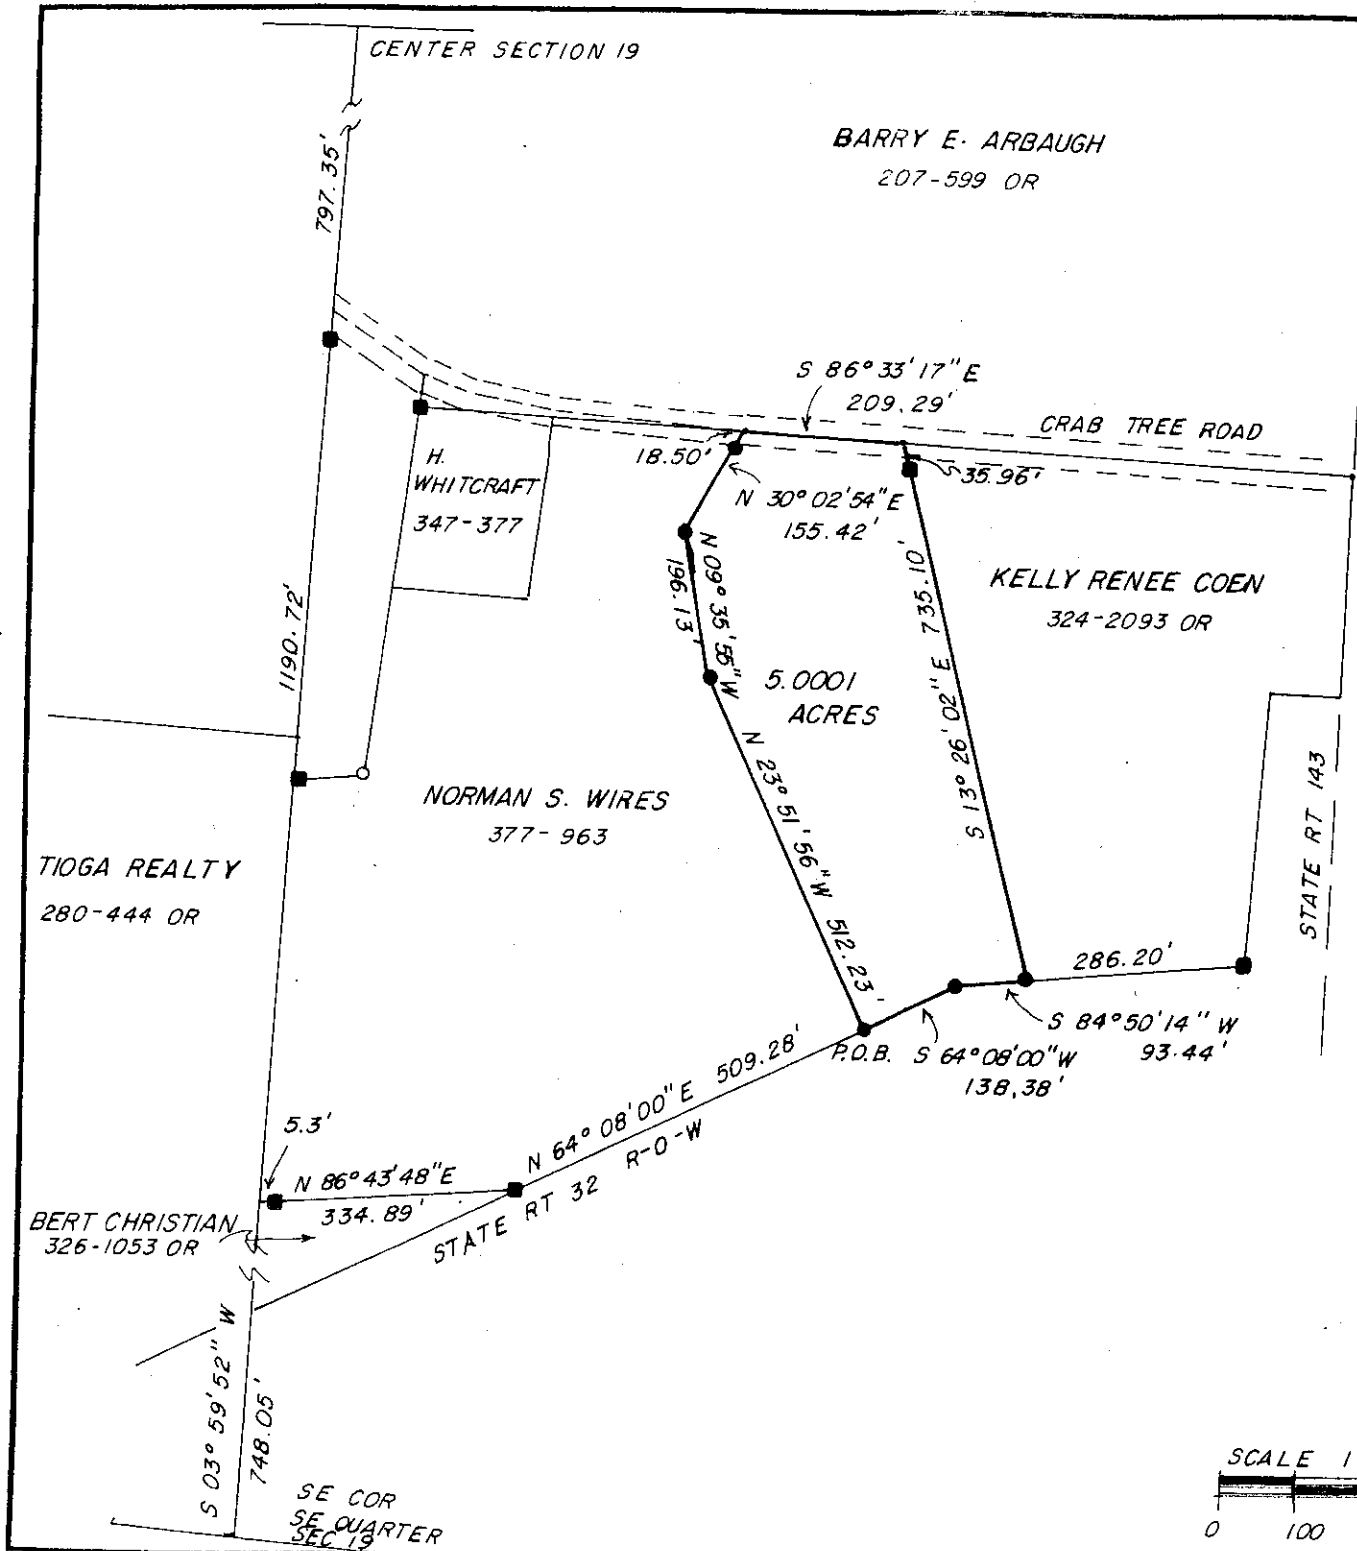 CENTER SECTION 19
BARRY E. ARBAUGH
207-599 OR
797.35'
S 86° 33' 17" E
209.29'
CRAB TREE ROAD
18.50'
35.96'
N 30° 02' 54" E
155.42'
H.
WHITCRAFT
347-377
N 09° 35' 55" W
196.13'
S 13° 26' 02" E 735.10'
KELLY RENEE COEN
324-2093 OR
1190.72'
5.0001
ACRES
N 23° 51' 56" W 512.23'
NORMAN S. WIRES
377-963
STATE RT 143
TIOGA REALTY
280-444 OR
286.20'
S 84° 50' 14" W
93.44'
P.O.B.
S 64° 08' 00" W
138.38'
N 64° 08' 00" E 509.28'
STATE RT 32 R-O-W
5.3'
N 86° 43' 48" E
334.89'
BERT CHRISTIAN
326-1053 OR
S 03° 59' 52" W
748.05'
SE COR
SE QUARTER
SEC 19
SCALE 1
0 100